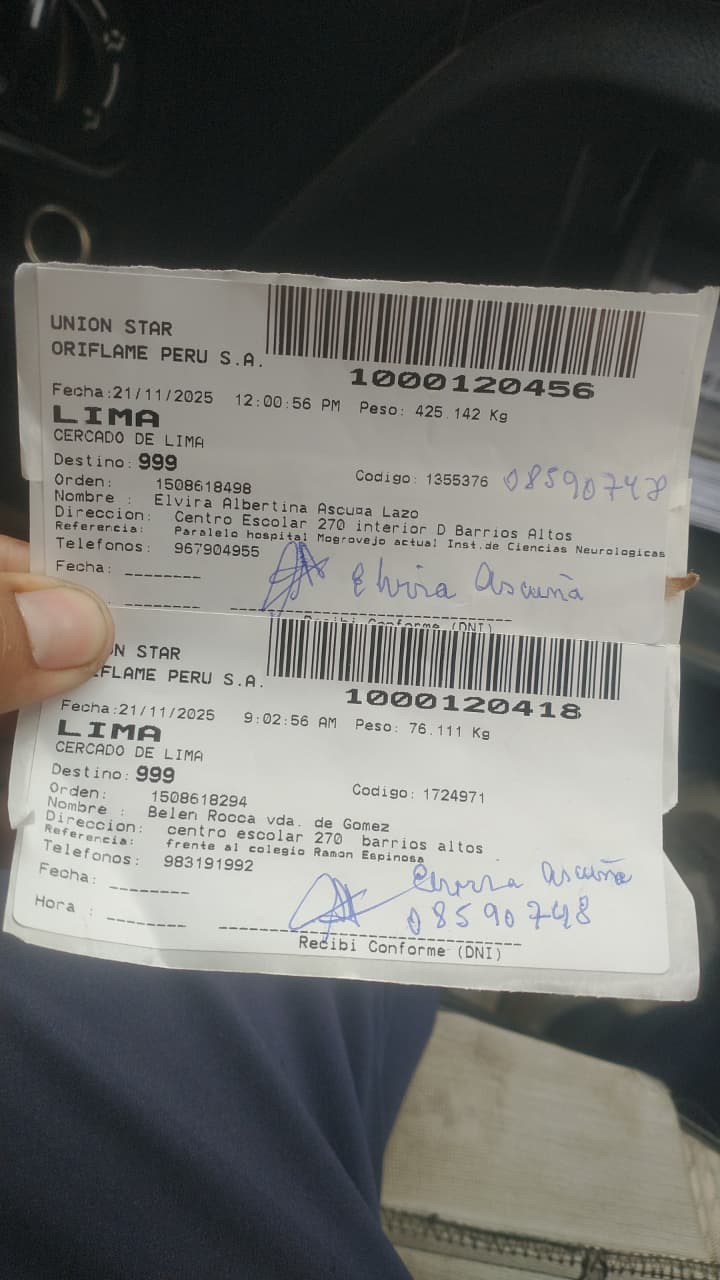 UNION STAR
ORIFLAME PERU S.A.
1000120456
Fecha:21/11/2025 12:00:56 PM Peso: 425.142 Kg
LIMA
CERCADO DE LIMA
Destino: 999
Orden: 1508618498 Codigo: 1355376 08590748
Nombre : Elvira Albertina Ascuña Lazo
Direccion: Centro Escolar 270 interior D Barrios Altos
Referencia: Paralelo hospital Mogrovejo actual Inst.de Ciencias Neurologicas
Telefonos: 967904955
Fecha: --------
Elvira Ascuña
Recibi Conforme (DNI)
N STAR
FLAME PERU S.A.
1000120418
Fecha:21/11/2025 9:02:56 AM Peso: 76.111 Kg
LIMA
CERCADO DE LIMA
Destino: 999
Orden: 1508618294 Codigo: 1724971
Nombre : Belen Rocca vda. de Gomez
Direccion: centro escolar 270 barrios altos
Referencia: frente al colegio Ramon Espinosa
Telefonos: 983191992
Fecha: --------
Ascuña
Hora : --------
08590748
Recibi Conforme (DNI)